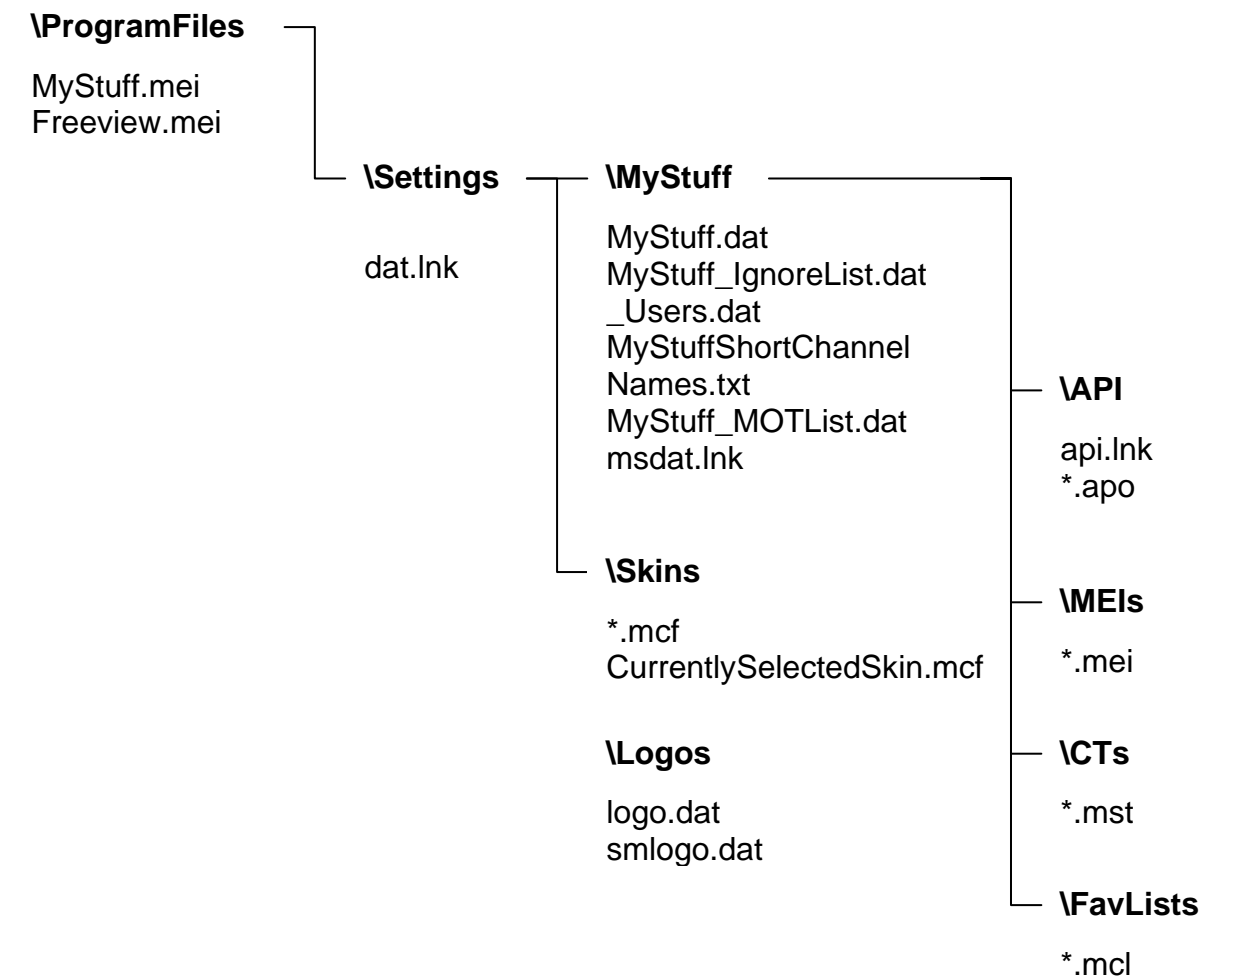 \ProgramFiles
MyStuff.mei
Freeview.mei
\Settings
dat.lnk
\MyStuff
MyStuff.dat
MyStuff_IgnoreList.dat
_Users.dat
MyStuffShortChannel
Names.txt
MyStuff_MOTList.dat
msdat.lnk
\Skins
*.mcf
CurrentlySelectedSkin.mcf
\Logos
logo.dat
smlogo.dat
\API
api.lnk
*.apo
\MEIs
*.mei
\CTs
*.mst
\FavLists
*.mcl